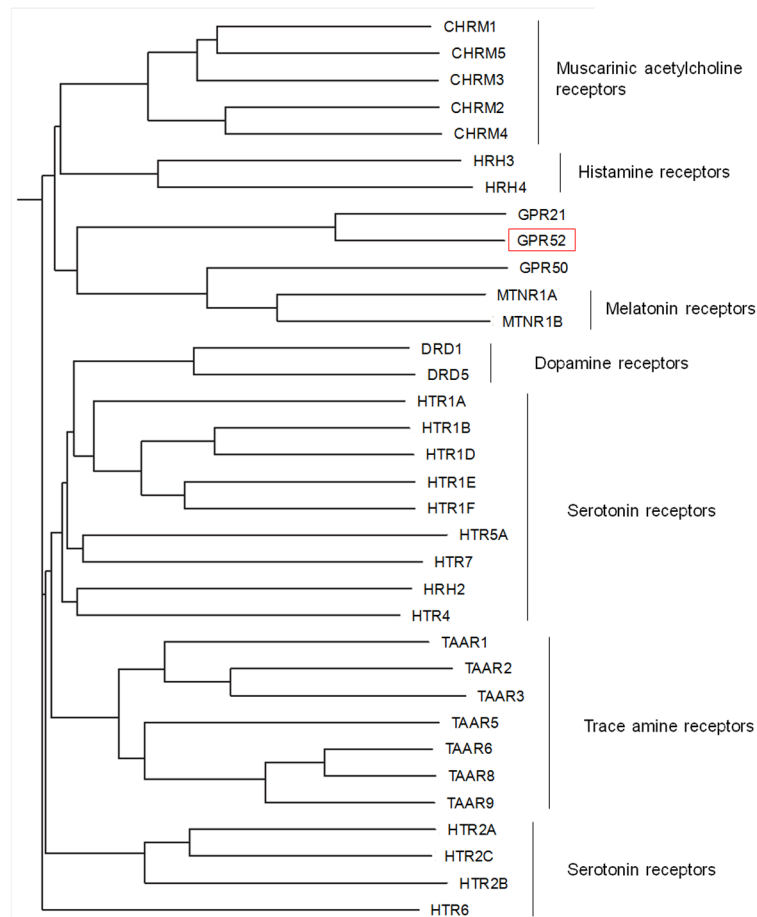 CHRM1
CHRM5
CHRM3
CHRM2
CHRM4
Muscarinic acetylcholine
receptors
HRH3
HRH4
Histamine receptors
GPR21
GPR52
GPR50
MTNR1A
MTNR1B
Melatonin receptors
DRD1
DRD5
Dopamine receptors
HTR1A
HTR1B
HTR1D
HTR1E
HTR1F
HTR5A
HTR7
HRH2
HTR4
Serotonin receptors
TAAR1
TAAR2
TAAR3
TAAR5
TAAR6
TAAR8
TAAR9
Trace amine receptors
HTR2A
HTR2C
HTR2B
HTR6
Serotonin receptors